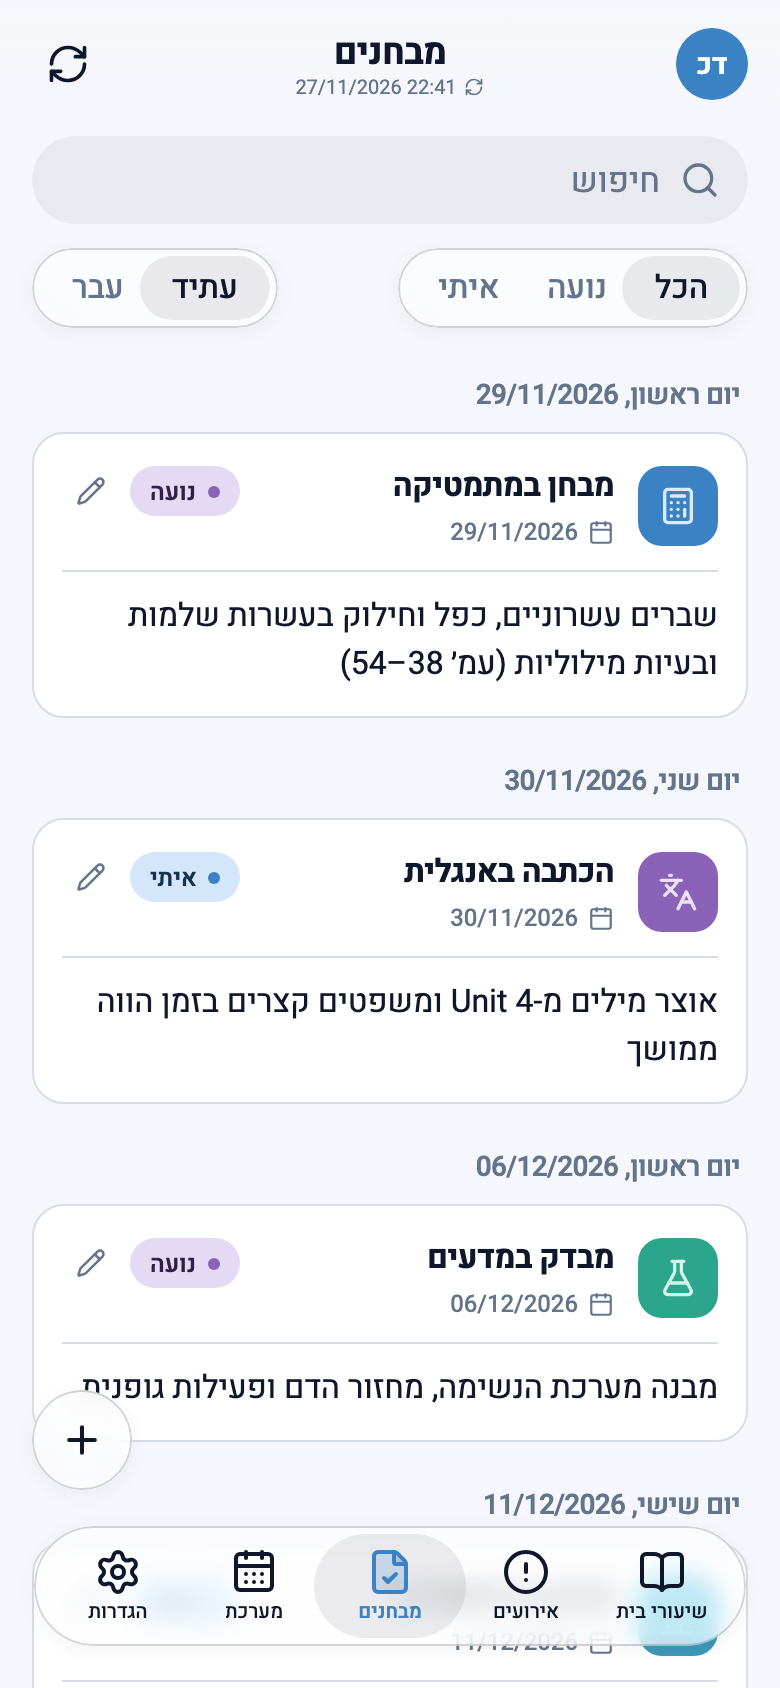 דכ
מבחנים
27/11/2026 22:41
חיפוש
הכל
נועה
איתי
עתיד
עבר
יום ראשון, 29/11/2026
מבחן במתמטיקה
נועה
29/11/2026
שברים עשרוניים, כפל וחילוק בעשרות שלמות
ובעיות מילוליות (עמ׳ 38–54)
יום שני, 30/11/2026
הכתבה באנגלית
איתי
30/11/2026
אוצר מילים מ-Unit 4 ומשפטים קצרים בזמן הווה
ממושך
יום ראשון, 06/12/2026
מבדק במדעים
נועה
06/12/2026
מבנה מערכת הנשימה, מחזור הדם ופעילות גופנית
יום שישי, 11/12/2026
11/12/2026
שיעורי בית
אירועים
מבחנים
מערכת
הגדרות